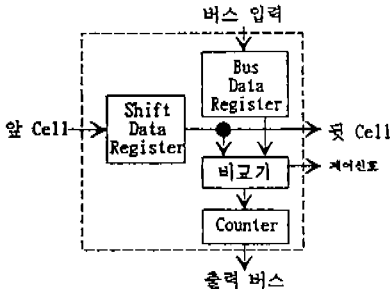 버스 입력
Bus
Data
Register
Shift
Data
Register
앞 Cell
뒷 Cell
비교기
제어신호
Counter
출력 버스